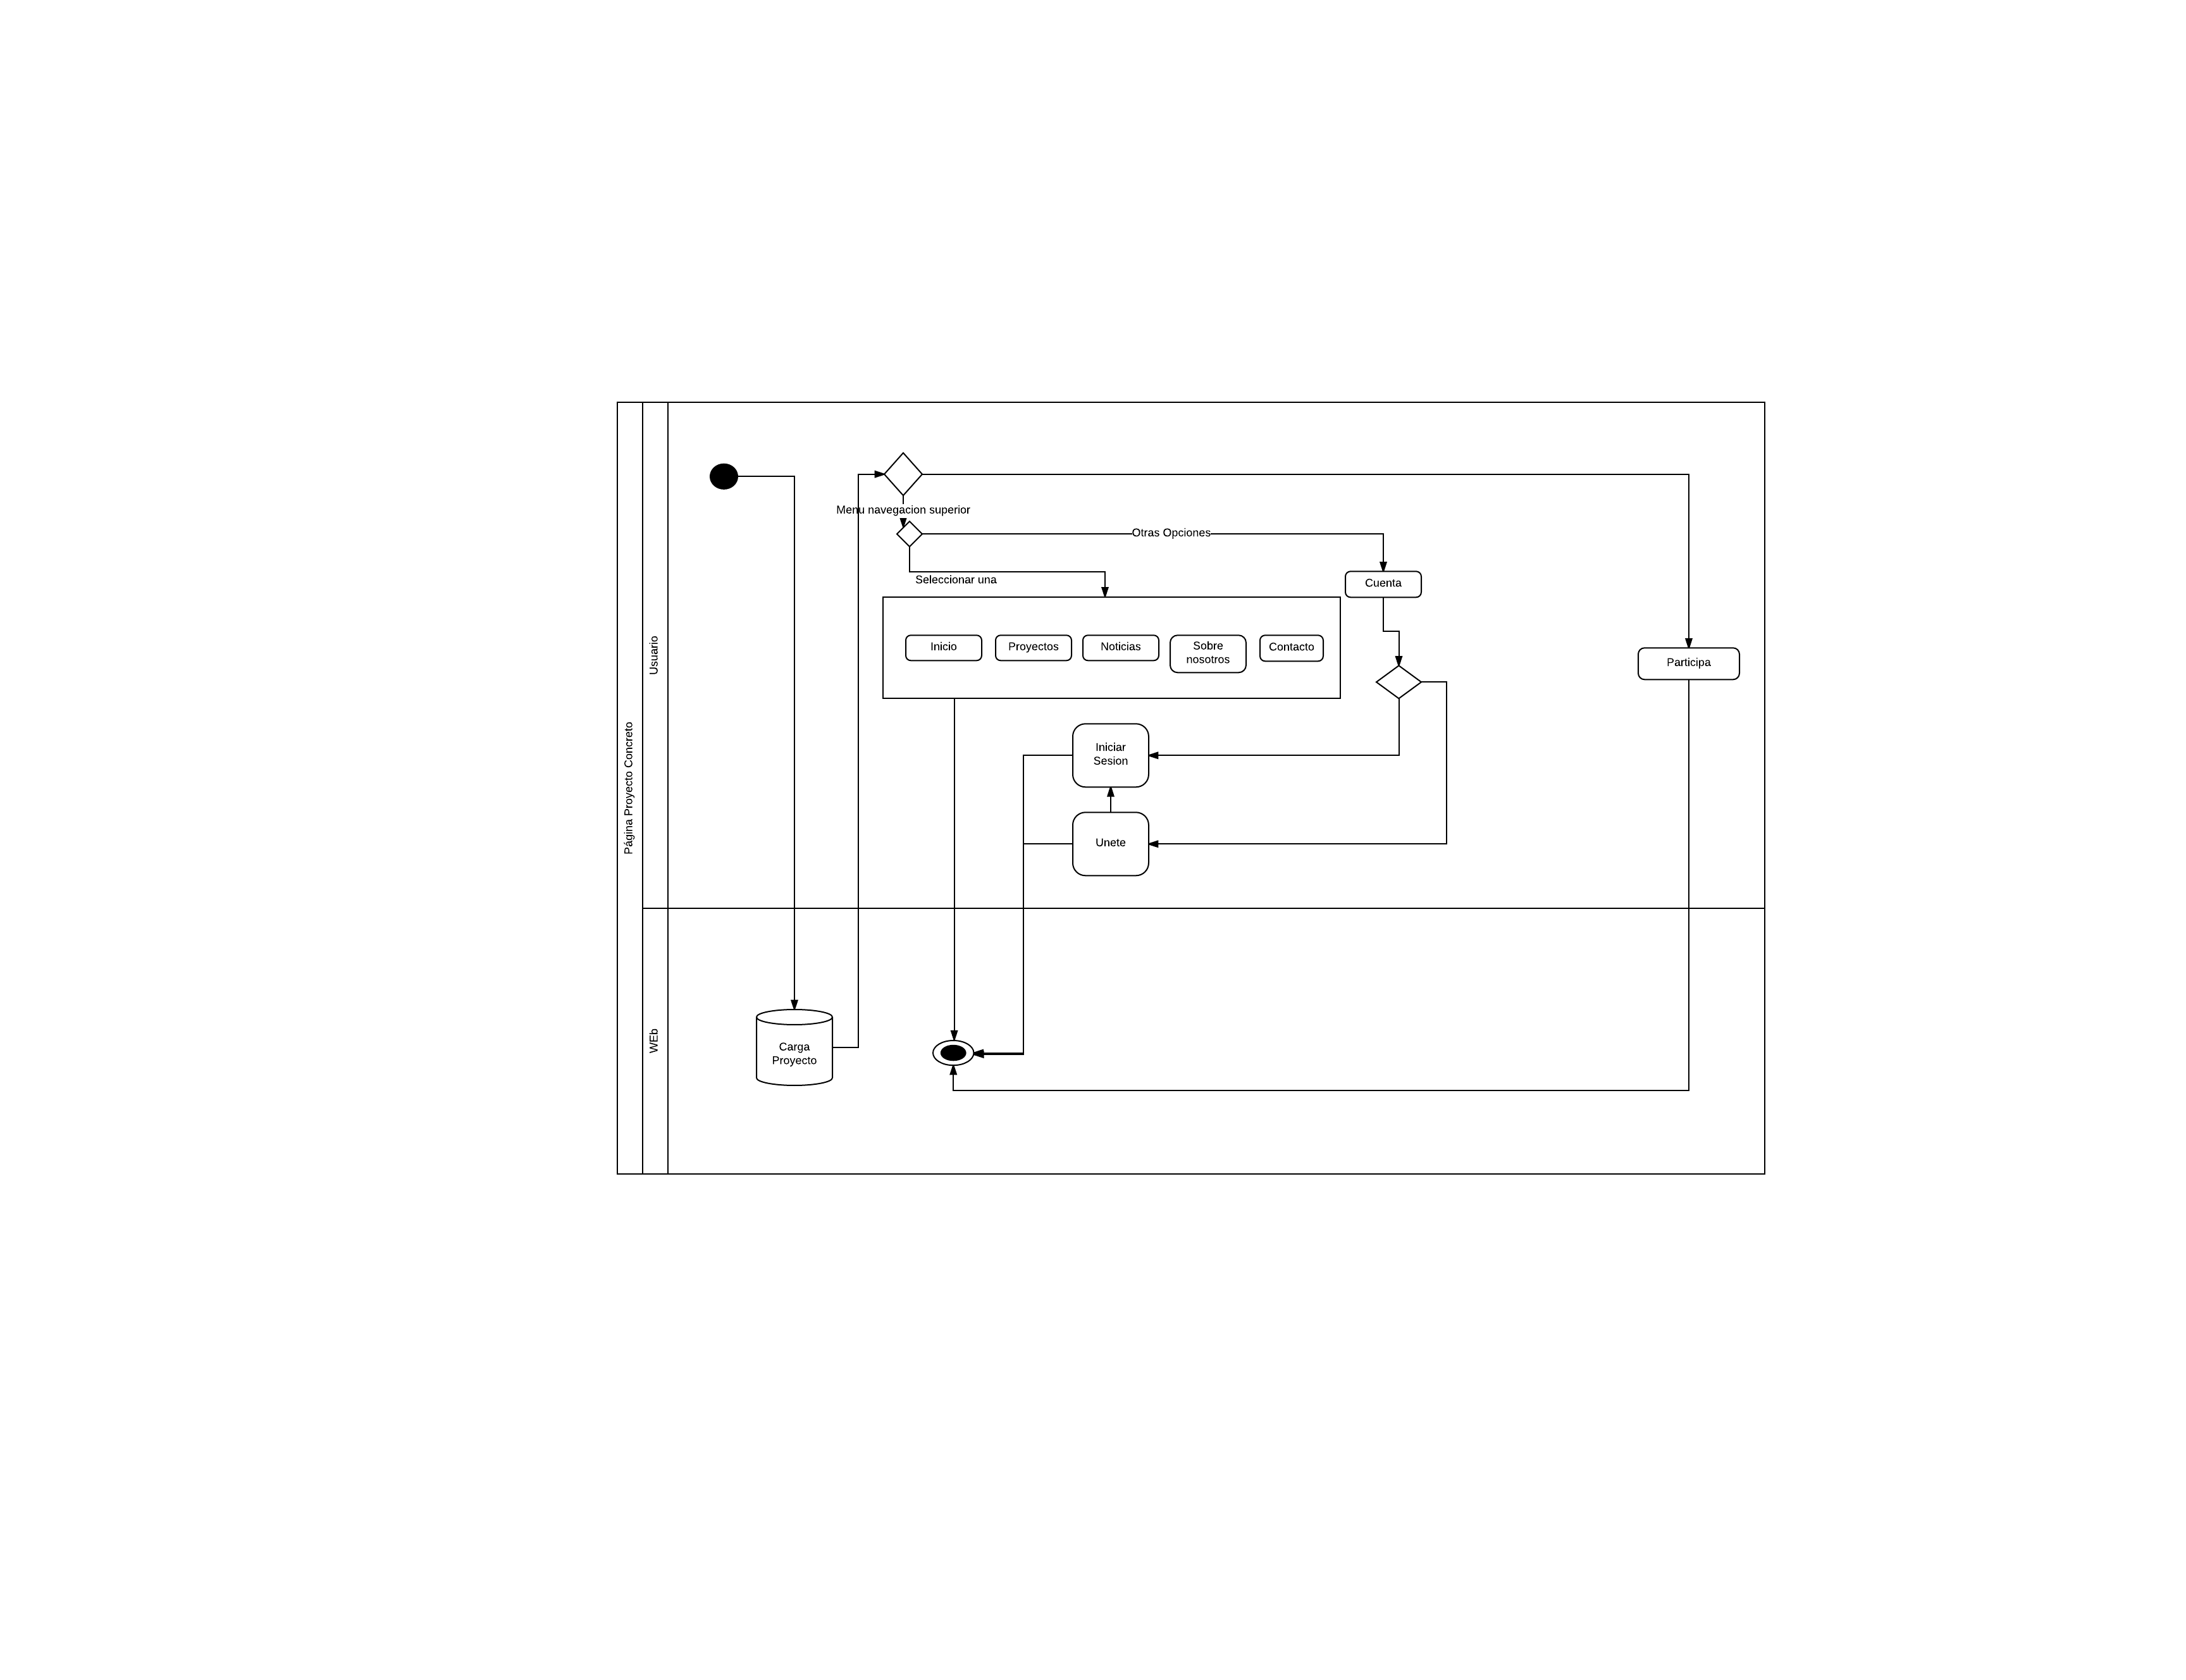 Página Proyecto Concreto
Usuario
Menu navegacion superior
Otras Opciones
Seleccionar una
Cuenta
Inicio
Proyectos
Noticias
Sobre
nosotros
Contacto
Participa
Iniciar
Sesion
Unete
WEb
Carga
Proyecto